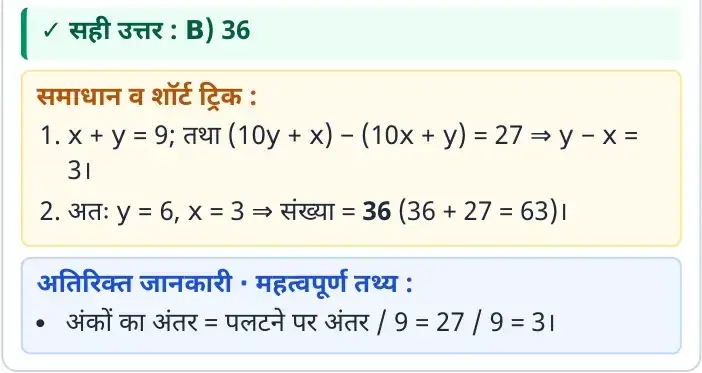 ✓ सही उत्तर : B) 36
समाधान व शॉर्ट ट्रिक :
1. x + y = 9; तथा (10y + x) − (10x + y) = 27 ⇒ y − x =
3।
2. अतः y = 6, x = 3 ⇒ संख्या = 36 (36 + 27 = 63)।
अतिरिक्त जानकारी · महत्वपूर्ण तथ्य :
• अंकों का अंतर = पलटने पर अंतर / 9 = 27 / 9 = 3।